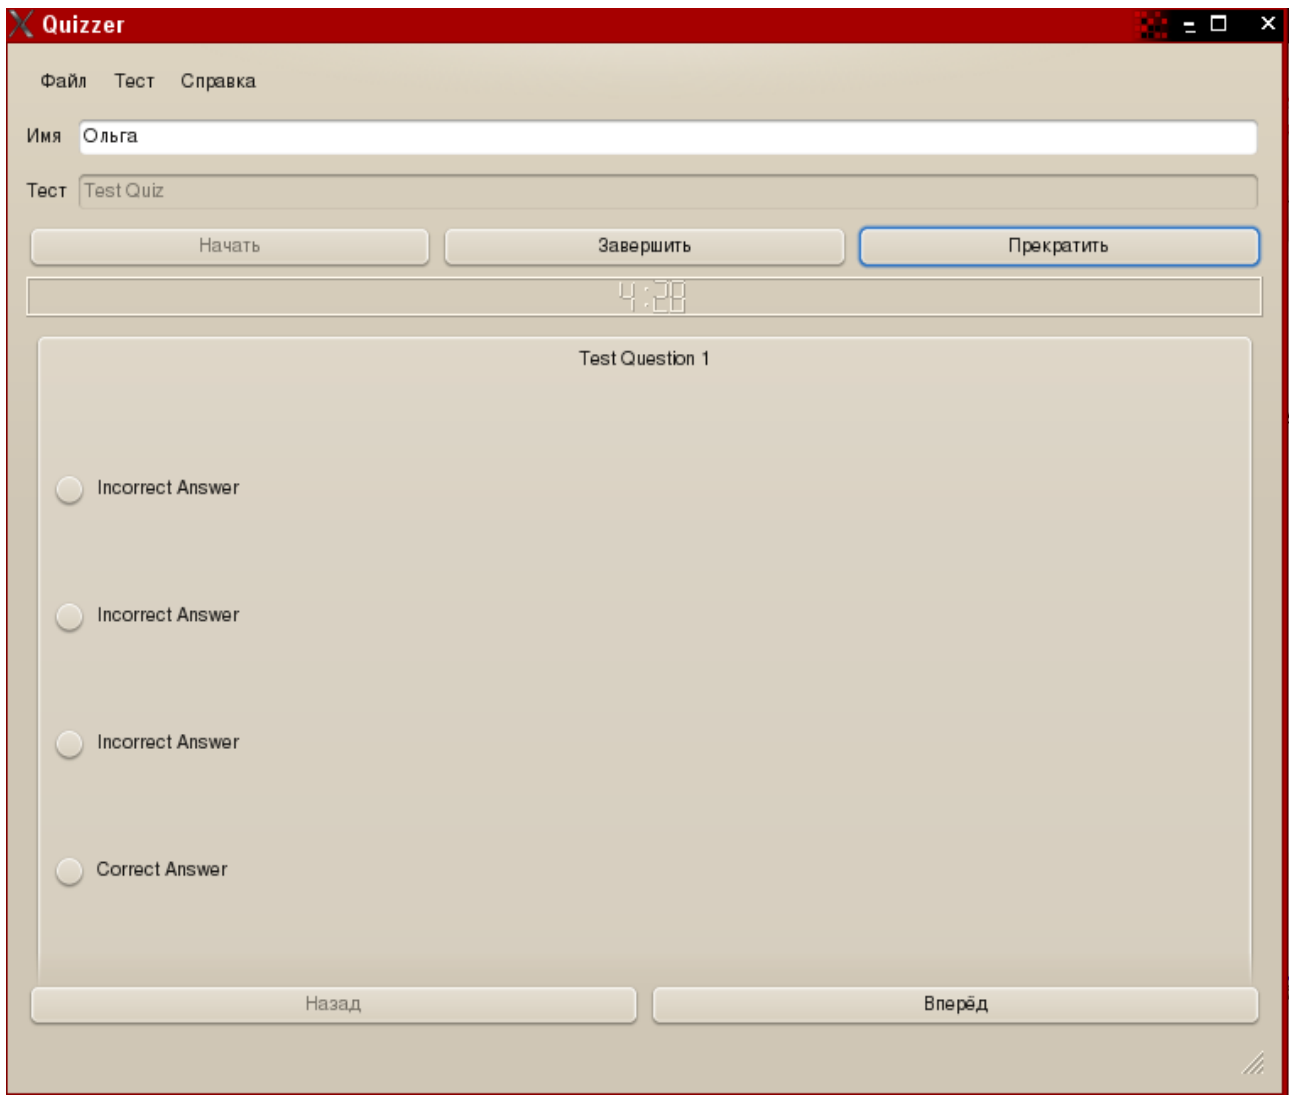 Quizzer
Файл Тест Справка
Имя Ольга
Тест Test Quiz
Начать Завершить Прекратить
4:28
Test Question 1
Incorrect Answer
Incorrect Answer
Incorrect Answer
Correct Answer
Назад Вперёд